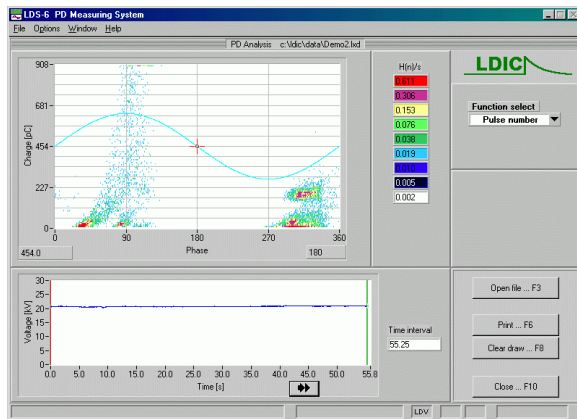 LDS-6 PD Measuring System
File Options Window Help
PD Analysis c:\ldic\data\Demo2.lxd
908
681
454
227
0
Charge [pC]
0 90 180 270 360
Phase
454.0
180
H(n)/s
0.611
0.306
0.153
0.076
0.038
0.019
0.010
0.005
0.002
LDIC
Function select
Pulse number
30
25
20
15
10
5
0
Voltage [kV]
0.0 5.0 10.0 15.0 20.0 25.0 30.0 35.0 40.0 45.0 50.0 55.8
Time [s]
Time interval
55.25
Open file ... F3
Print ... F6
Clear draw ... F8
Close ... F10
LDV